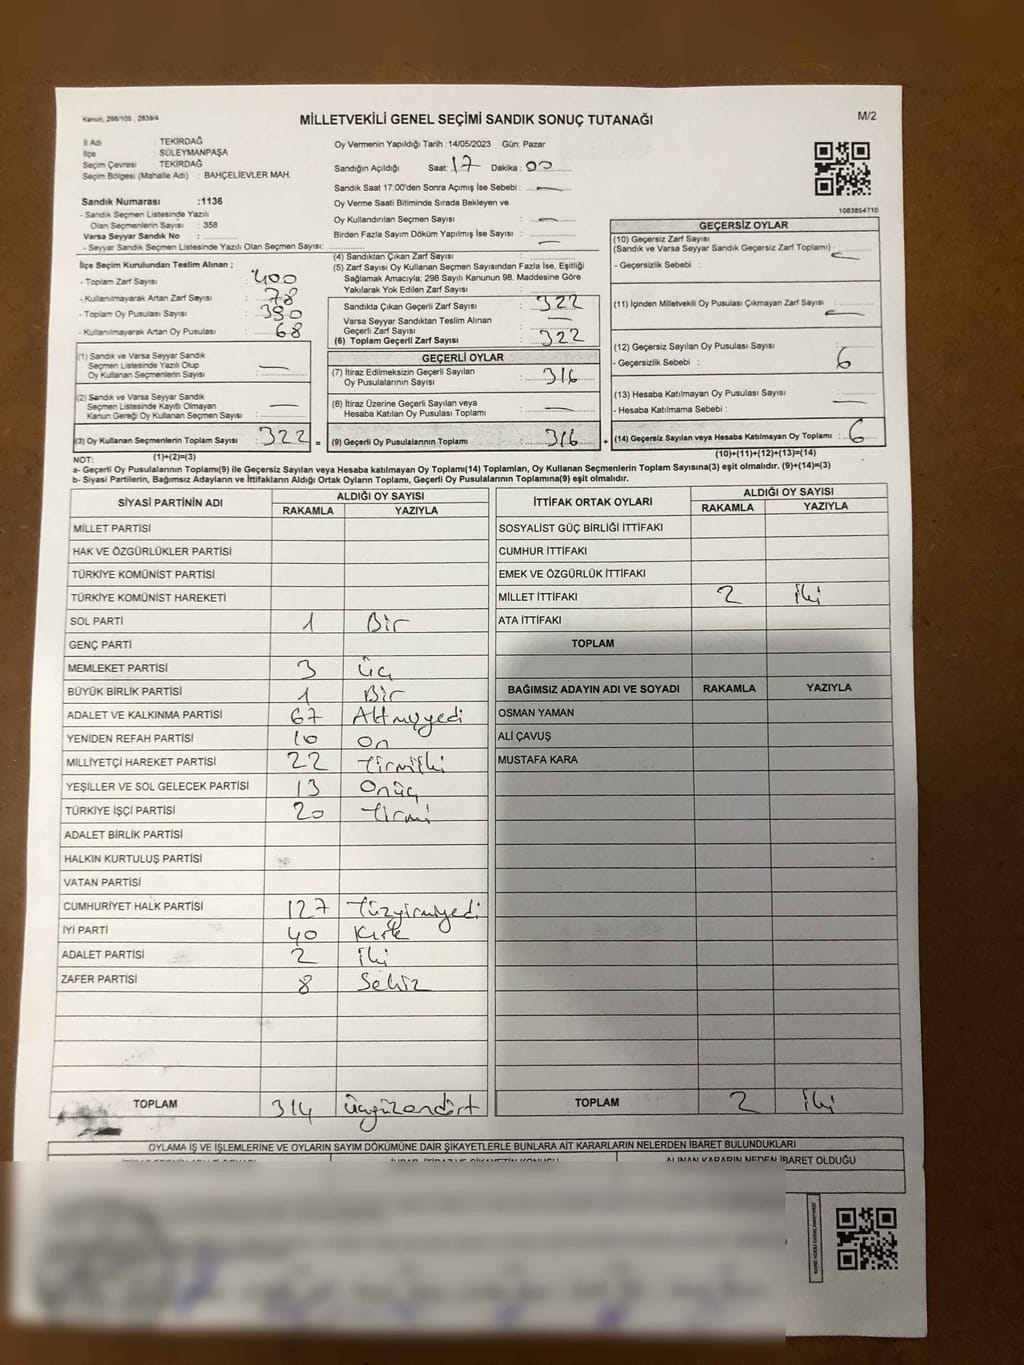 Kanun, 298/105 , 2839/4
MİLLETVEKİLİ GENEL SEÇİMİ SANDIK SONUÇ TUTANAĞI
M/2
İl Adı : TEKİRDAĞ
İlçe : SÜLEYMANPAŞA
Seçim Çevresi : TEKİRDAĞ
Seçim Bölgesi (Mahalle Adı) : BAHÇELİEVLER MAH.
Sandık Numarası :1136
- Sandık Seçmen Listesinde Yazılı
Olan Seçmenlerin Sayısı : 358
Varsa Seyyar Sandık No :
- Seyyar Sandık Seçmen Listesinde Yazılı Olan Seçmen Sayısı:
Oy Vermenin Yapıldığı Tarih : 14/05/2023 Gün: Pazar
Sandığın Açıldığı Saat: 17 Dakika: 00
Sandık Saat 17:00'den Sonra Açımış İse Sebebi : —
Oy Verme Saati Bitiminde Sırada Bekleyen ve
Oy Kullandırılan Seçmen Sayısı : —
Birden Fazla Sayım Döküm Yapılmış İse Sayısı : —
1083854710
İlçe Seçim Kurulundan Teslim Alınan ;
- Toplam Zarf Sayısı : 400
- Kullanılmayarak Artan Zarf Sayısı : 78
- Toplam Oy Pusulası Sayısı : 390
- Kullanılmayarak Artan Oy Pusulası : 68
(1) Sandık ve Varsa Seyyar Sandık
Seçmen Listesinde Yazılı Olup
Oy Kullanan Seçmenlerin Sayısı : —
(2) Sandık ve Varsa Seyyar Sandık
Seçmen Listesinde Kayıtlı Olmayan
Kanun Gereği Oy Kullanan Seçmen Sayısı : —
(3) Oy Kullanan Seçmenlerin Toplam Sayısı : 322 =
(1)+(2)=(3)
(4) Sandıktan Çıkan Zarf Sayısı :
(5) Zarf Sayısı Oy Kullanan Seçmen Sayısından Fazla İse, Eşitliği
Sağlamak Amacıyla; 298 Sayılı Kanunun 98. Maddesine Göre
Yakılarak Yok Edilen Zarf Sayısı :
Sandıkta Çıkan Geçerli Zarf Sayısı : 322
Varsa Seyyar Sandıktan Teslim Alınan
Geçerli Zarf Sayısı : —
(6) Toplam Geçerli Zarf Sayısı : 322
GEÇERLİ OYLAR
(7) İtiraz Edilmeksizin Geçerli Sayılan
Oy Pusulalarının Sayısı : 316
(8) İtiraz Üzerine Geçerli Sayılan veya
Hesaba Katılan Oy Pusulası Toplamı : —
(9) Geçerli Oy Pusulalarının Toplamı : 316 +
GEÇERSİZ OYLAR
(10) Geçersiz Zarf Sayısı
(Sandık ve Varsa Seyyar Sandık Geçersiz Zarf Toplamı) : —
- Geçersizlik Sebebi :
(11) İçinden Milletvekili Oy Pusulası Çıkmayan Zarf Sayısı : —
(12) Geçersiz Sayılan Oy Pusulası Sayısı : 6
- Geçersizlik Sebebi :
(13) Hesaba Katılmayan Oy Pusulası Sayısı : —
- Hesaba Katılmama Sebebi :
(14) Geçersiz Sayılan veya Hesaba Katılmayan Oy Pusulası Toplamı : 6
(10)+(11)+(12)+(13)=(14)
NOT:
a- Geçerli Oy Pusulalarının Toplamı(9) ile Geçersiz Sayılan veya Hesaba katılmayan Oy Toplamı(14) Toplamları, Oy Kullanan Seçmenlerin Toplam Sayısına(3) eşit olmalıdır. (9)+(14)=(3)
b- Siyasi Partilerin, Bağımsız Adayların ve İttifakların Aldığı Ortak Oyların Toplamı, Geçerli Oy Pusulalarının Toplamına(9) eşit olmalıdır.
SİYASİ PARTİNİN ADI ALDIĞI OY SAYISI
RAKAMLA YAZIYLA
MİLLET PARTİSİ
HAK VE ÖZGÜRLÜKLER PARTİSİ
TÜRKİYE KOMÜNİST PARTİSİ
TÜRKİYE KOMÜNİST HAREKETİ
SOL PARTİ 1 Bir
GENÇ PARTİ
MEMLEKET PARTİSİ 3 üç
BÜYÜK BİRLİK PARTİSİ 1 Bir
ADALET VE KALKINMA PARTİSİ 67 Altmışyedi
YENİDEN REFAH PARTİSİ 10 On
MİLLİYETÇİ HAREKET PARTİSİ 22 Yirmiiki
YEŞİLLER VE SOL GELECEK PARTİSİ 13 Onüç
TÜRKİYE İŞÇİ PARTİSİ 20 Yirmi
ADALET BİRLİK PARTİSİ
HALKIN KURTULUŞ PARTİSİ
VATAN PARTİSİ
CUMHURİYET HALK PARTİSİ 127 Yüzyirmiyedi
İYİ PARTİ 40 Kırk
ADALET PARTİSİ 2 iki
ZAFER PARTİSİ 8 Sekiz
TOPLAM 314 üçyüzondört
İTTİFAK ORTAK OYLARI ALDIĞI OY SAYISI
RAKAMLA YAZIYLA
SOSYALİST GÜÇ BİRLİĞİ İTTİFAKI
CUMHUR İTTİFAKI
EMEK VE ÖZGÜRLÜK İTTİFAKI
MİLLET İTTİFAKI 2 iki
ATA İTTİFAKI
TOPLAM
BAĞIMSIZ ADAYIN ADI VE SOYADI RAKAMLA YAZIYLA
OSMAN YAMAN
ALİ ÇAVUŞ
MUSTAFA KARA
TOPLAM 2 iki
OYLAMA İŞ VE İŞLEMLERİNE VE OYLARIN SAYIM DÖKÜMÜNE DAİR ŞİKAYETLERLE BUNLARA AİT KARARLARIN NELERDEN İBARET BULUNDUKLARI
ALINAN KARARIN NEDEN İBARET OLDUĞU